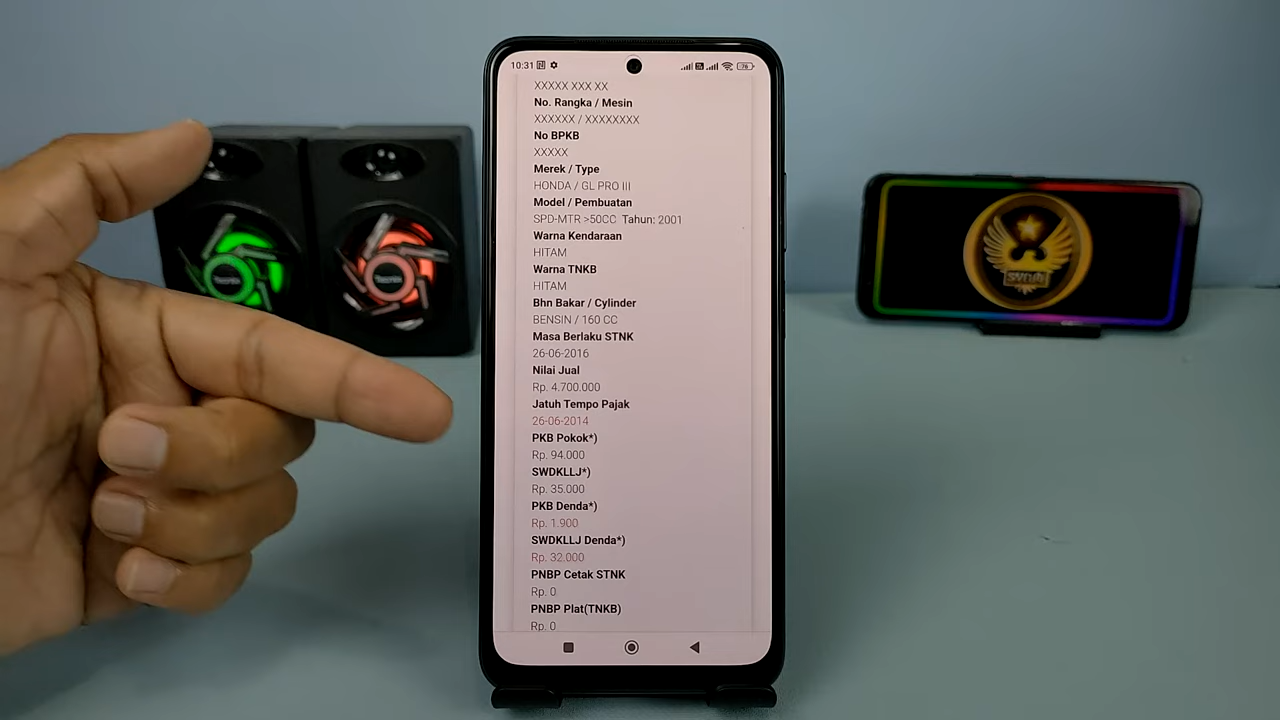 10:31
78
XXXXX XXX XX
No. Rangka / Mesin
XXXXXX / XXXXXXXX
No BPKB
XXXXX
Merek / Type
HONDA / GL PRO III
Model / Pembuatan
SPD-MTR >50CC Tahun: 2001
Warna Kendaraan
HITAM
Warna TNKB
HITAM
Bhn Bakar / Cylinder
BENSIN / 160 CC
Masa Berlaku STNK
26-06-2016
Nilai Jual
Rp. 4.700.000
Jatuh Tempo Pajak
26-06-2014
PKB Pokok*)
Rp. 94.000
SWDKLLJ*)
Rp. 35.000
PKB Denda*)
Rp. 1.900
SWDKLLJ Denda*)
Rp. 32.000
PNBP Cetak STNK
Rp. 0
PNBP Plat(TNKB)
Rp. 0